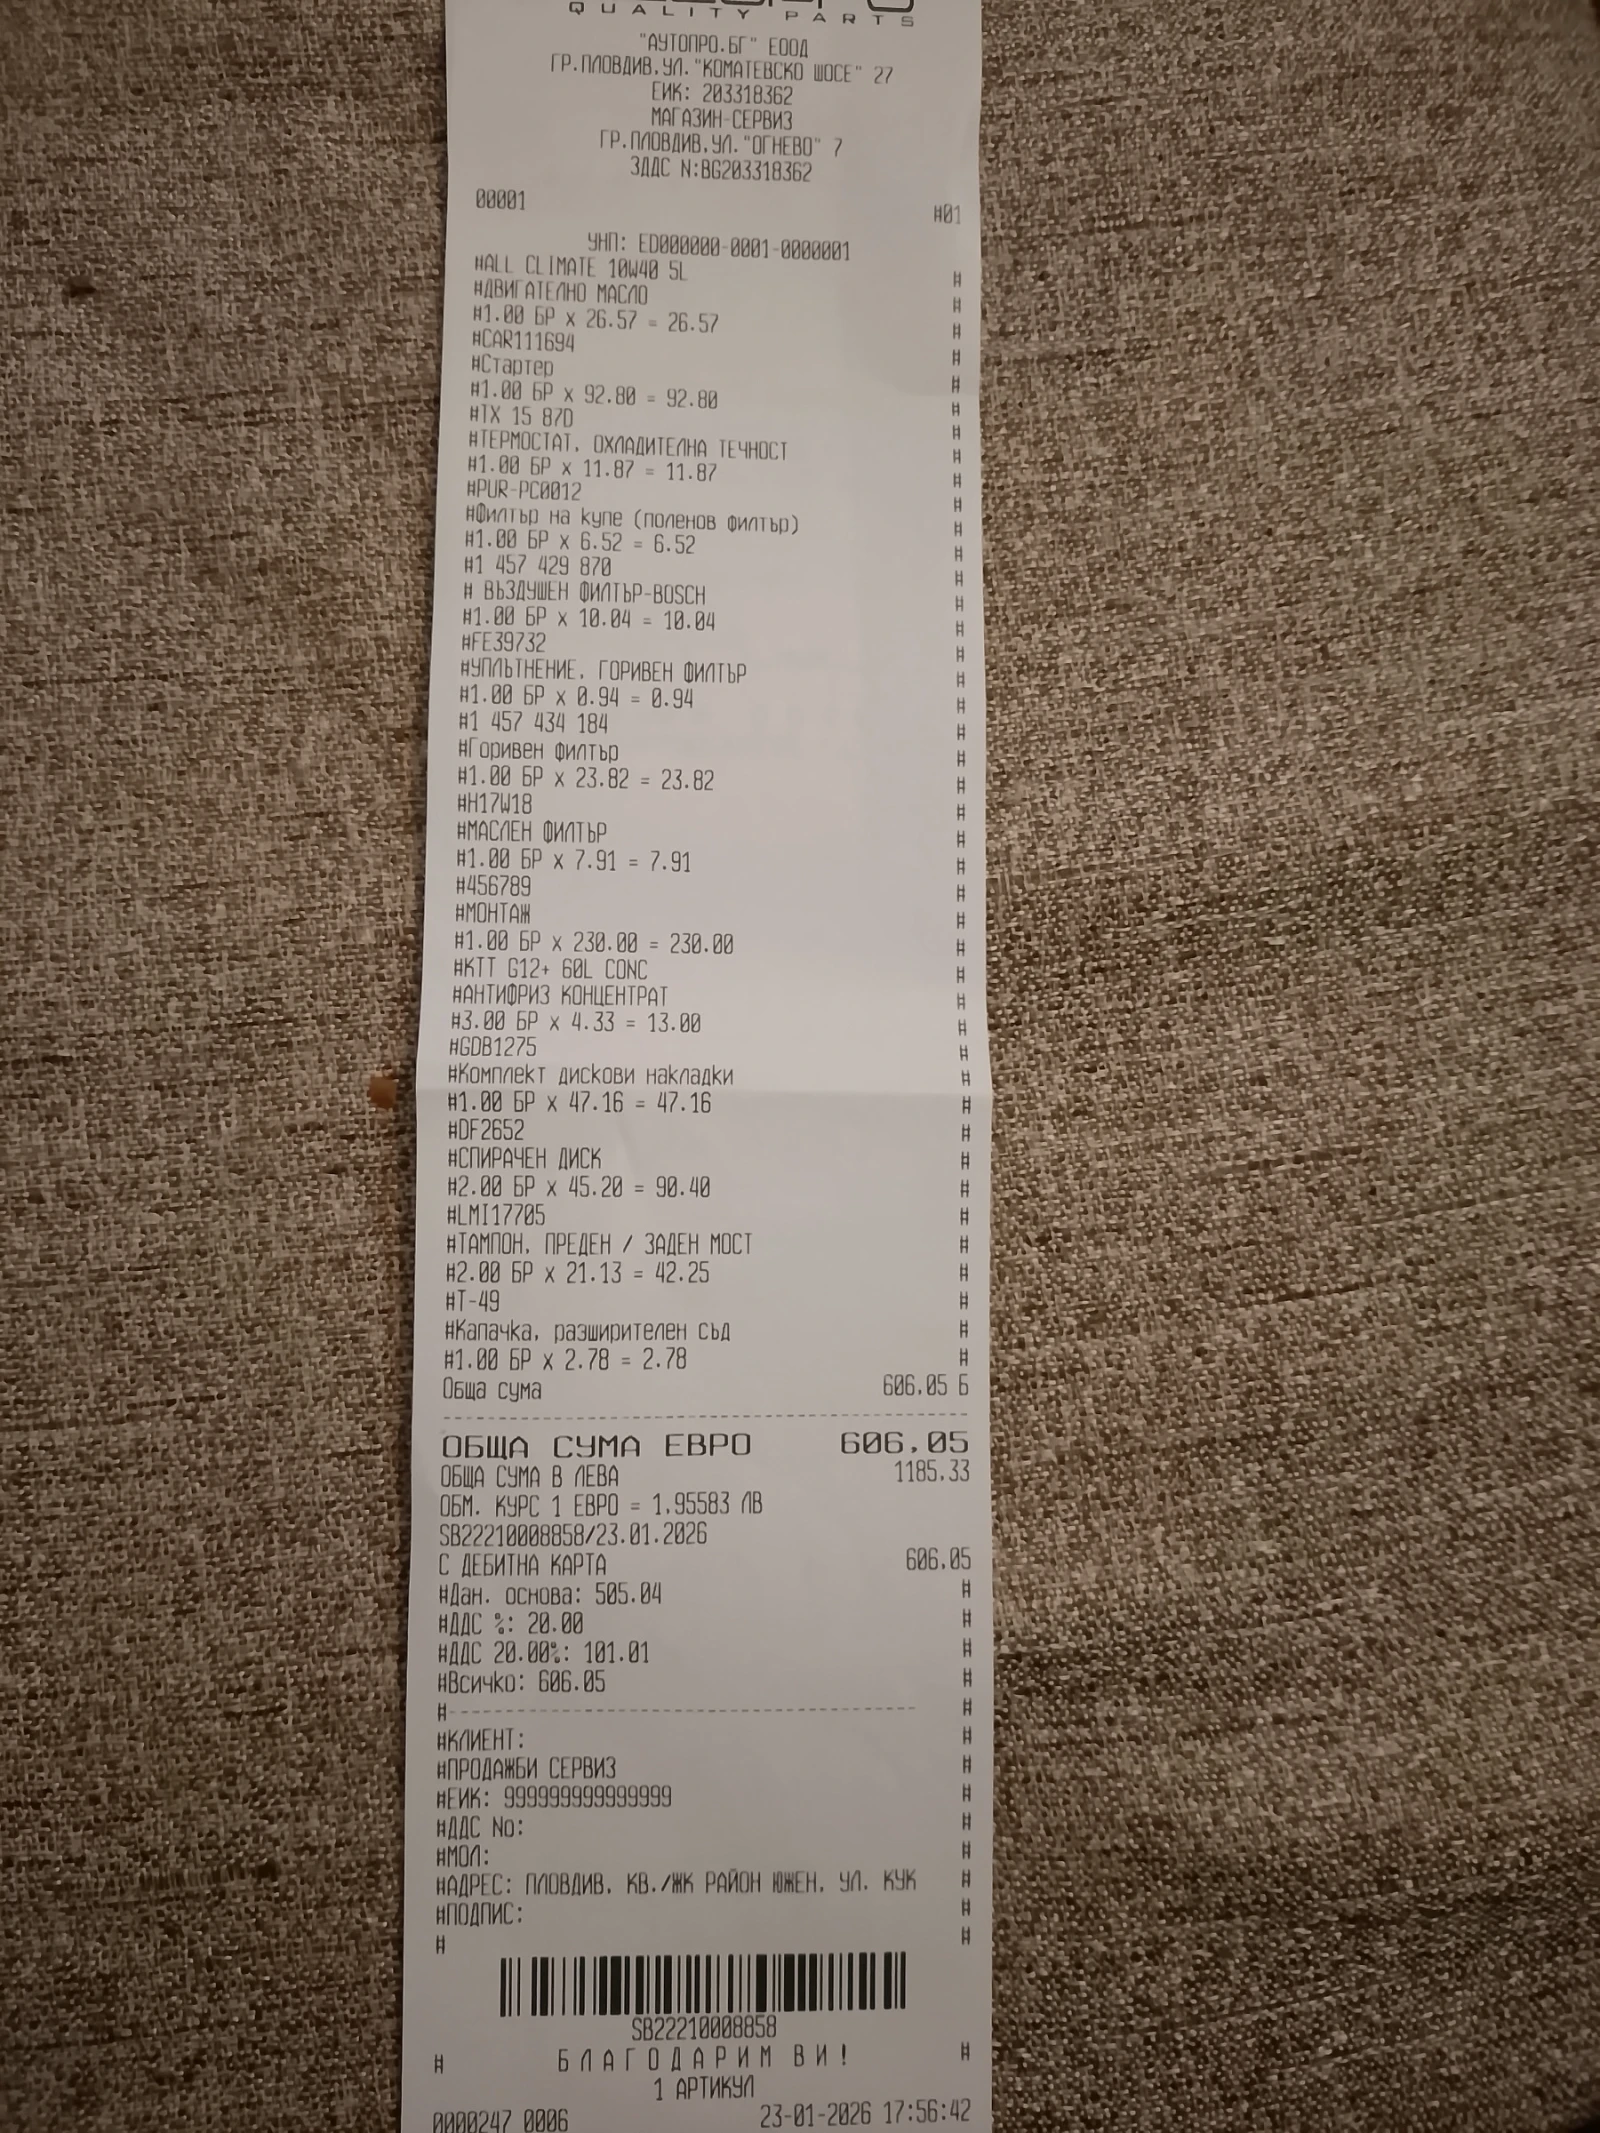 QUALITY PARTS
"АУТОПРО.БГ" ЕООД
ГР.ПЛОВДИВ.УЛ."КОМАТЕВСКО ШОСЕ" 27
ЕИК: 203318362
МАГАЗИН-СЕРВИЗ
ГР.ПЛОВДИВ.УЛ."ОГНЕВО" 7
ЗДДС N:BG203318362
00001 #01
УНП: ED000000-0001-0000001
#ALL CLIMATE 10W40 5L #
#ДВИГАТЕЛНО МАСЛО #
#1.00 БР x 26.57 = 26.57 #
#CAR111694 #
#Стартер #
#1.00 БР x 92.80 = 92.80 #
#TX 15 87D #
#ТЕРМОСТАТ. ОХЛАДИТЕЛНА ТЕЧНОСТ #
#1.00 БР x 11.87 = 11.87 #
#PUR-PC0012 #
#Филтър на купе (поленов филтър) #
#1.00 БР x 6.52 = 6.52 #
#1 457 429 870 #
# ВЪЗДУШЕН ФИЛТЪР-BOSCH #
#1.00 БР x 10.04 = 10.04 #
#FE39732 #
#УПЛЪТНЕНИЕ. ГОРИВЕН ФИЛТЪР #
#1.00 БР x 0.94 = 0.94 #
#1 457 434 184 #
#Горивен филтър #
#1.00 БР x 23.82 = 23.82 #
#H17W18 #
#МАСЛЕН ФИЛТЪР #
#1.00 БР x 7.91 = 7.91 #
#456789 #
#МОНТАЖ #
#1.00 БР x 230.00 = 230.00 #
#KTT G12+ 60L CONC #
#АНТИФРИЗ КОНЦЕНТРАТ #
#3.00 БР x 4.33 = 13.00 #
#GDB1275 #
#Комплект дискови накладки #
#1.00 БР x 47.16 = 47.16 #
#DF2652 #
#СПИРАЧЕН ДИСК #
#2.00 БР x 45.20 = 90.40 #
#LMI17705 #
#ТАМПОН. ПРЕДЕН / ЗАДЕН МОСТ #
#2.00 БР x 21.13 = 42.25 #
#T-49 #
#Капачка. разширителен съд #
#1.00 БР x 2.78 = 2.78 #
Обща сума 606.05 Б
ОБЩА СУМА ЕВРО 606.05
ОБЩА СУМА В ЛЕВА 1185.33
ОБМ. КУРС 1 ЕВРО = 1.95583 ЛВ
SB22210008858/23.01.2026
С ДЕБИТНА КАРТА 606.05
#Дан. основа: 505.04 #
#ДДС %: 20.00 #
#ДДС 20.00%: 101.01 #
#Всичко: 606.05 #
#---------------------------------- #
#КЛИЕНТ: #
#ПРОДАЖБИ СЕРВИЗ #
#ЕИК: 999999999999999 #
#ДДС No: #
#МОЛ: #
#АДРЕС: ПЛОВДИВ. КВ./ЖК РАЙОН ЮЖЕН. УЛ. КУК #
#ПОДПИС: #
# #
SB22210008858
# БЛАГОДАРИМ ВИ! #
1 АРТИКУЛ
0000247 0006 23-01-2026 17:56:42